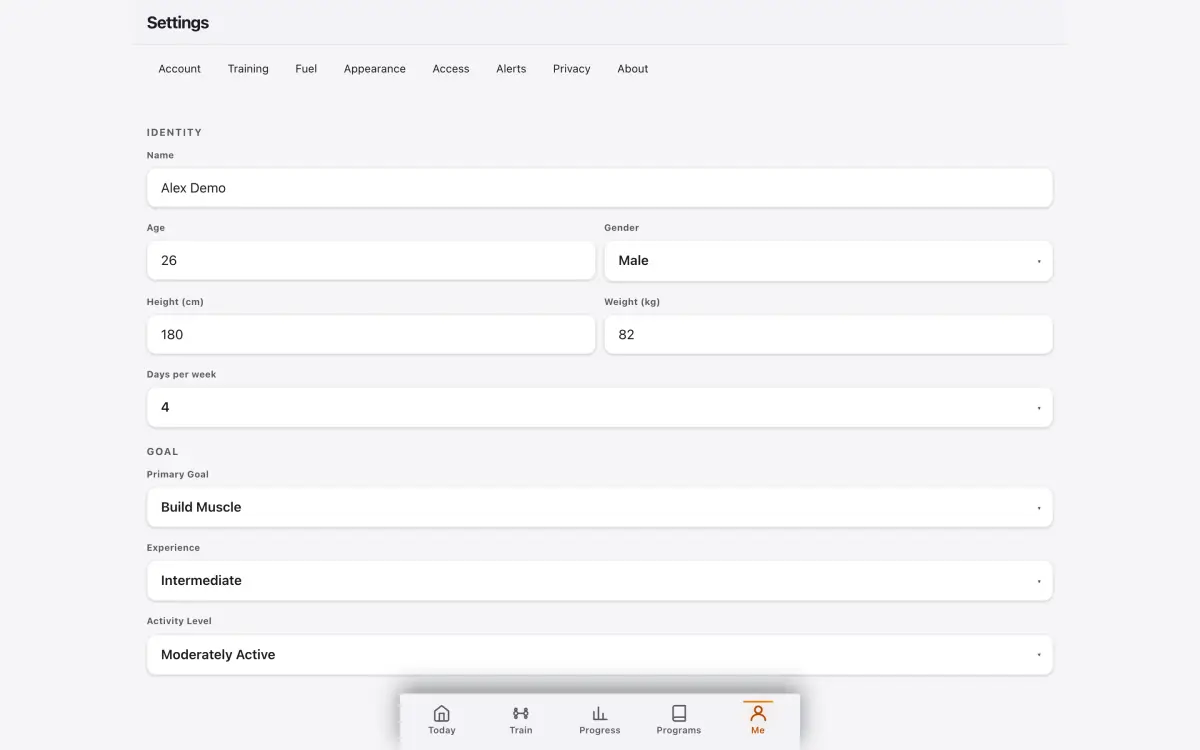 Settings
Account Training Fuel Appearance Access Alerts Privacy About
IDENTITY
Name
Alex Demo
Age Gender
26 Male
Height (cm) Weight (kg)
180 82
Days per week
4
GOAL
Primary Goal
Build Muscle
Experience
Intermediate
Activity Level
Moderately Active
Today Train Progress Programs Me